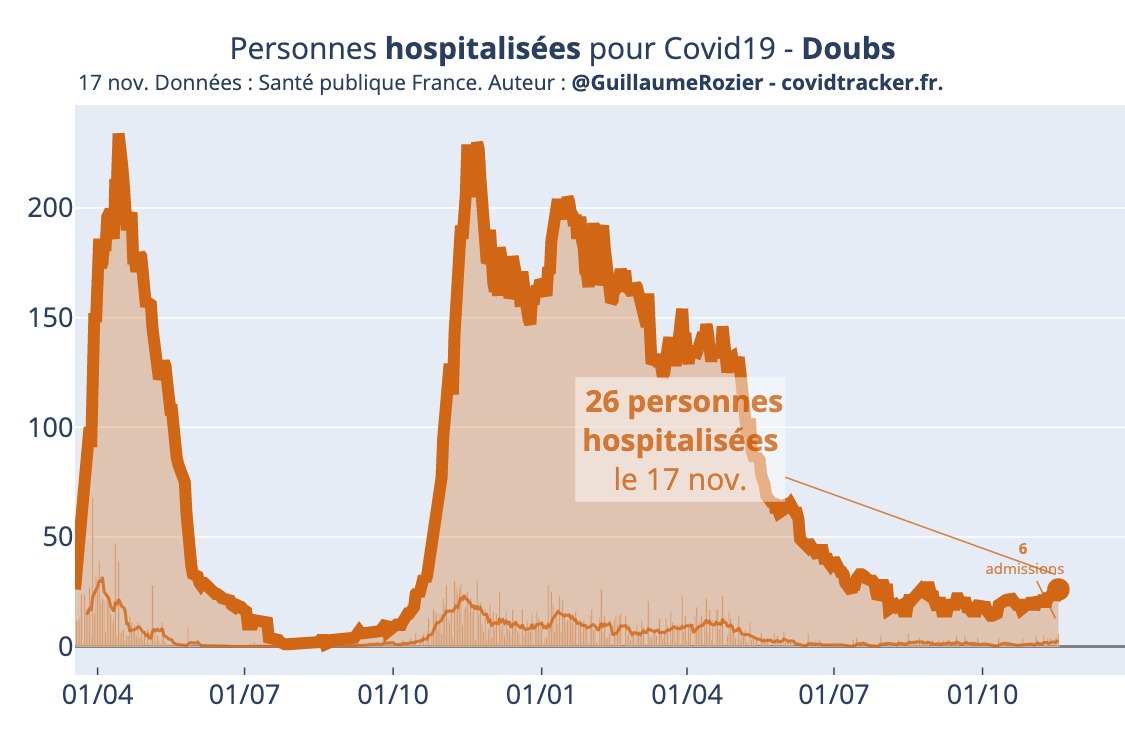 Personnes hospitalisées pour Covid19 - Doubs
17 nov. Données : Santé publique France. Auteur : @GuillaumeRozier - covidtracker.fr.
200
150
100
50
0
26 personnes
hospitalisées
le 17 nov.
6
admissions
01/04 01/07 01/10 01/01 01/04 01/07 01/10